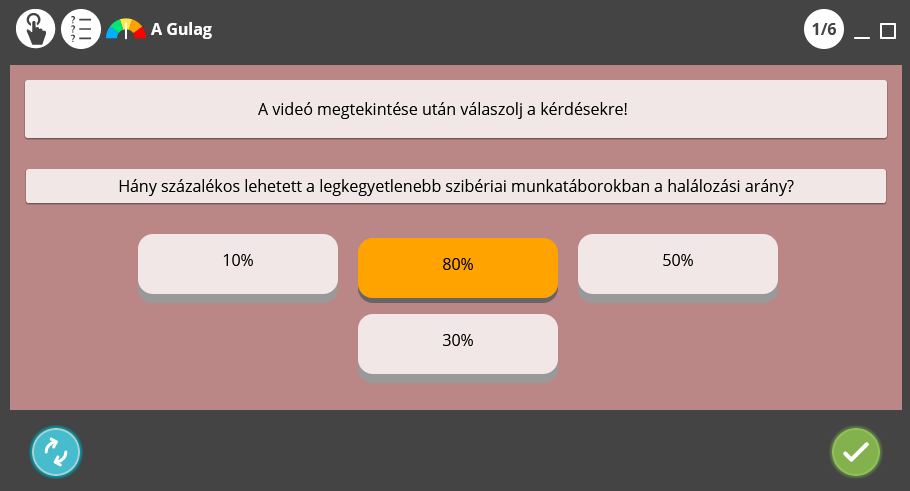 A Gulag
1/6
A videó megtekintése után válaszolj a kérdésekre!
Hány százalékos lehetett a legkegyetlenebb szibériai munkatáborokban a halálozási arány?
10%
80%
50%
30%